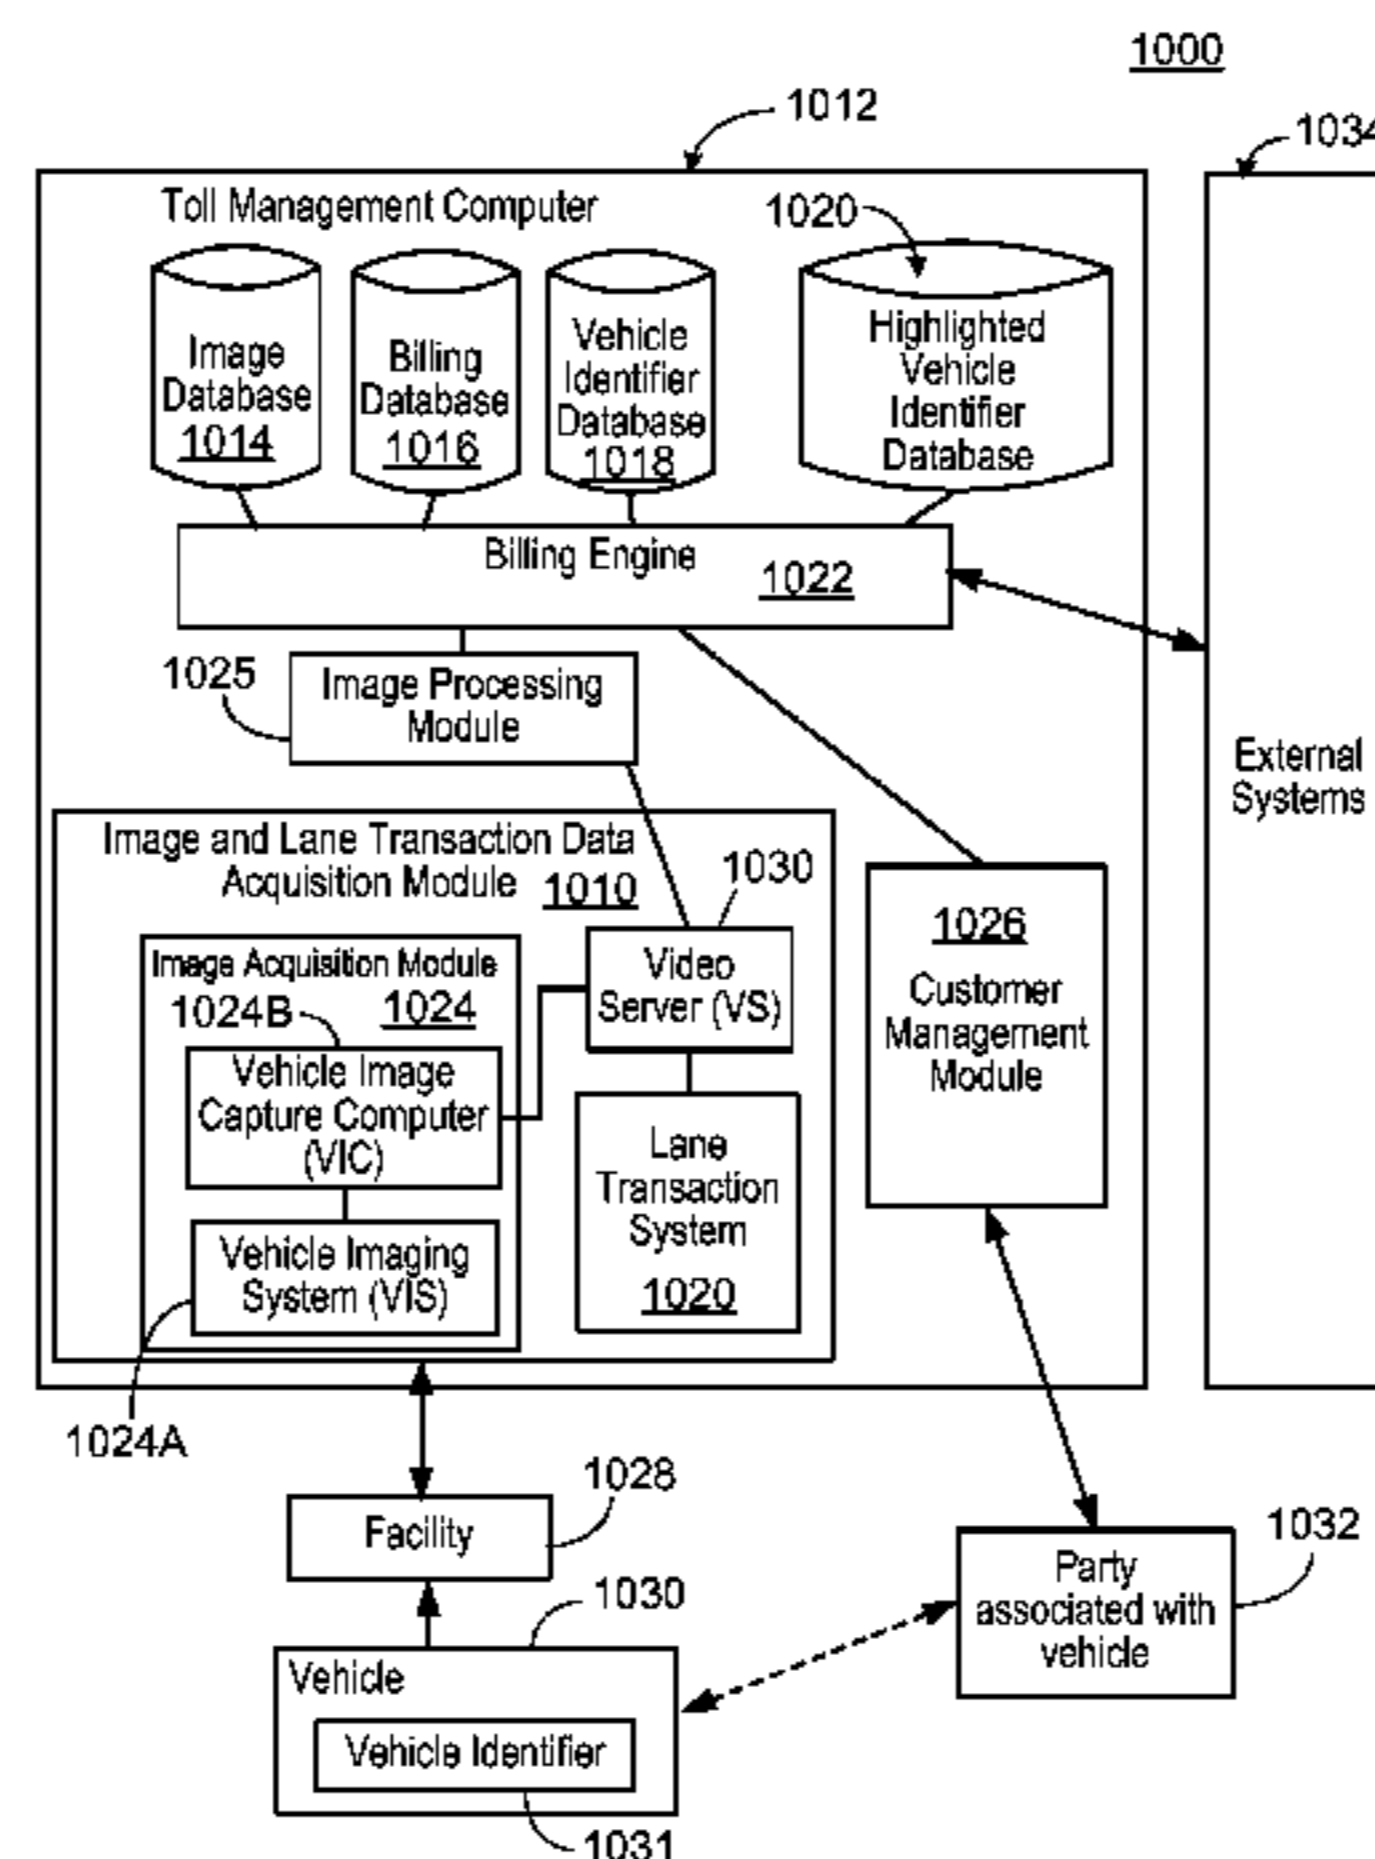 1000
1012
1034
Toll Management Computer
1020
Image
Database
1014
Billing
Database
1016
Vehicle
Identifier
Database
1018
Highlighted
Vehicle
Identifier
Database
Billing Engine
1022
1025
Image Processing
Module
External
Systems
Image and Lane Transaction Data
Acquisition Module 1010
1030
Image Acquisition Module
1024B
1024
Vehicle Image
Capture Computer
(VIC)
Video
Server (VS)
1026
Customer
Management
Module
Lane
Transaction
System
1020
Vehicle Imaging
System (VIS)
1024A
1028
Facility
1030
1032
Party
associated with
vehicle
Vehicle
Vehicle Identifier
1031